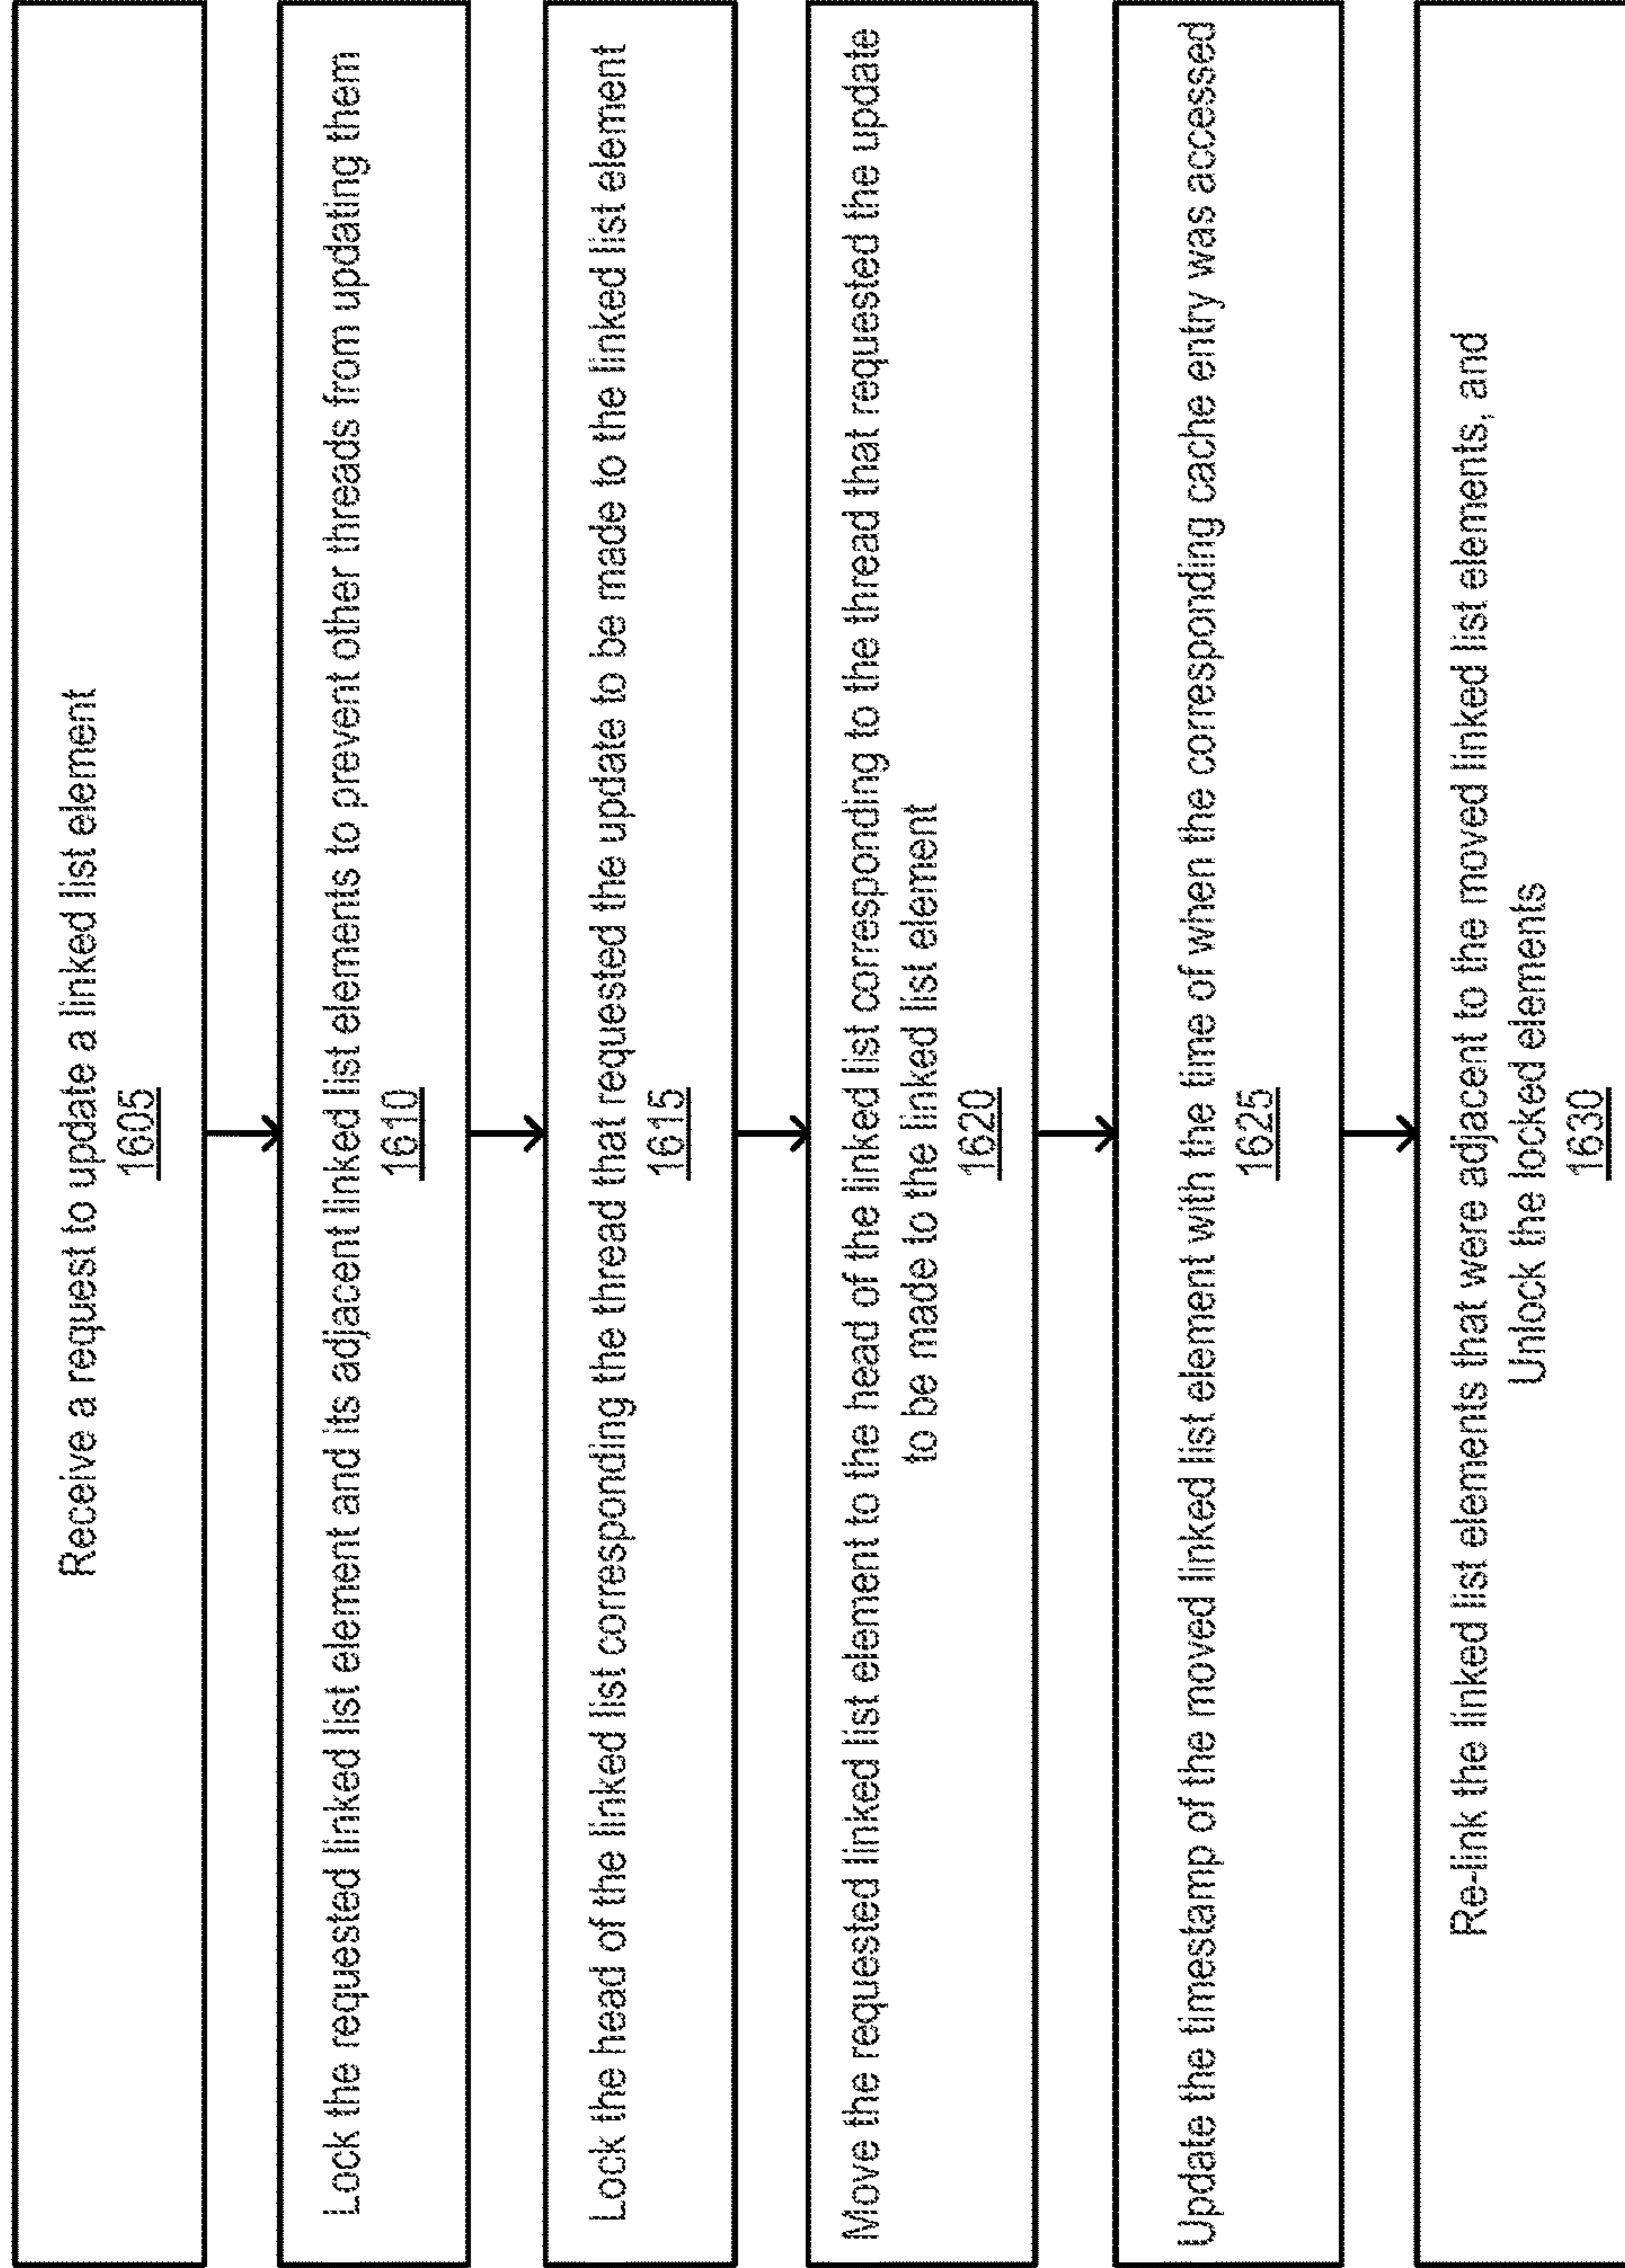 Receive a request to update a linked list element
1605
Lock the requested linked list element and its adjacent linked list elements to prevent other threads from updating them
1610
Lock the head of the linked list corresponding the thread that requested the update to be made to the linked list element
1615
Move the requested linked list element to the head of the linked list corresponding to the thread that requested the update
to be made to the linked list element
1620
Update the timestamp of the moved linked list element with the time of when the corresponding cache entry was accessed
1625
Re-link the linked list elements that were adjacent to the moved linked list elements, and
Unlock the locked elements
1630